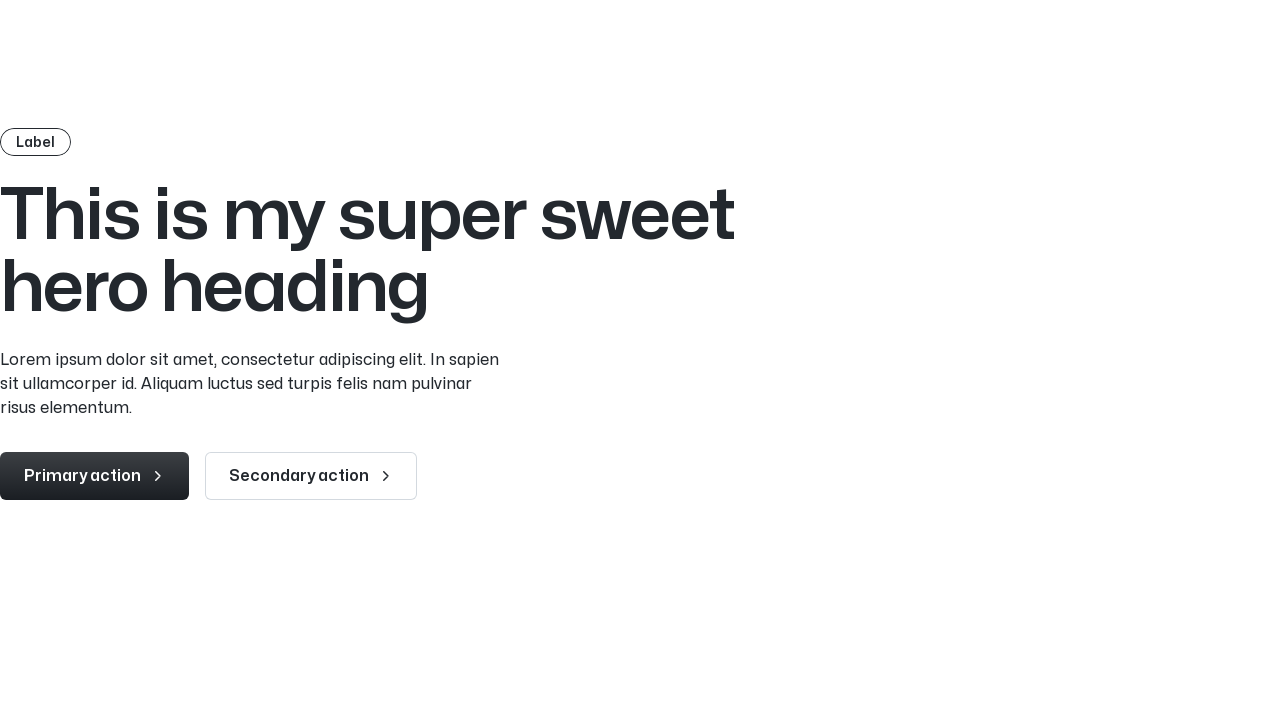 Label
This is my super sweet
hero heading
Lorem ipsum dolor sit amet, consectetur adipiscing elit. In sapien
sit ullamcorper id. Aliquam luctus sed turpis felis nam pulvinar
risus elementum.
Primary action
Secondary action